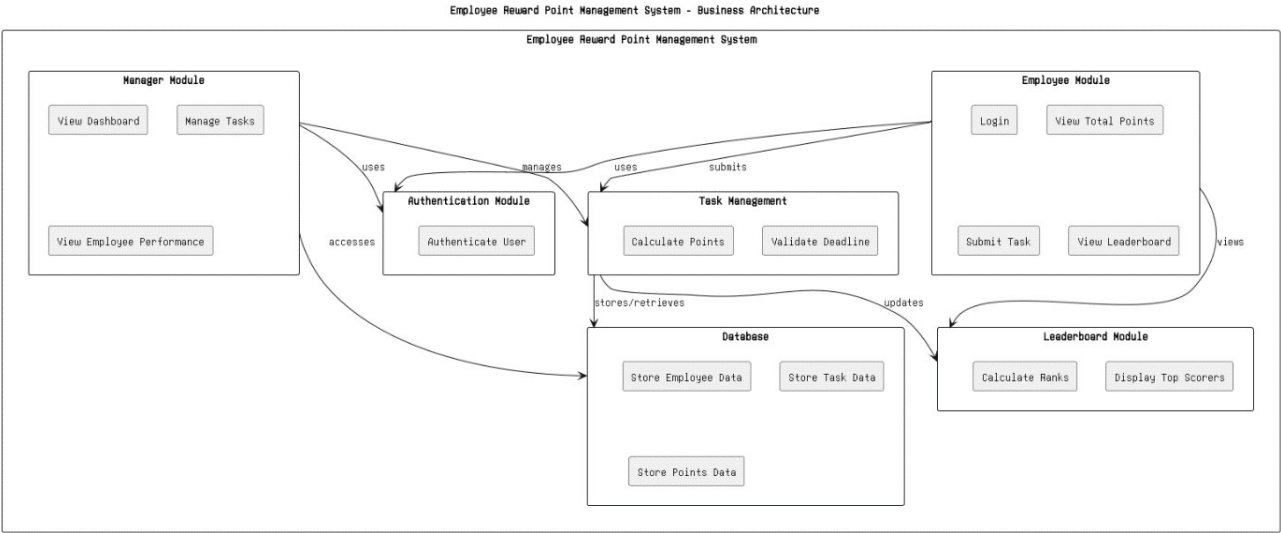 Employee Reward Point Management System - Business Architecture
Employee Reward Point Management System
Manager Module
View Dashboard
Manage Tasks
View Employee Performance
Employee Module
Login
View Total Points
Submit Task
View Leaderboard
uses
manages
uses
submits
accesses
views
Authentication Module
Authenticate User
Task Management
Calculate Points
Validate Deadline
stores/retrieves
updates
Database
Store Employee Data
Store Task Data
Store Points Data
Leaderboard Module
Calculate Ranks
Display Top Scorers